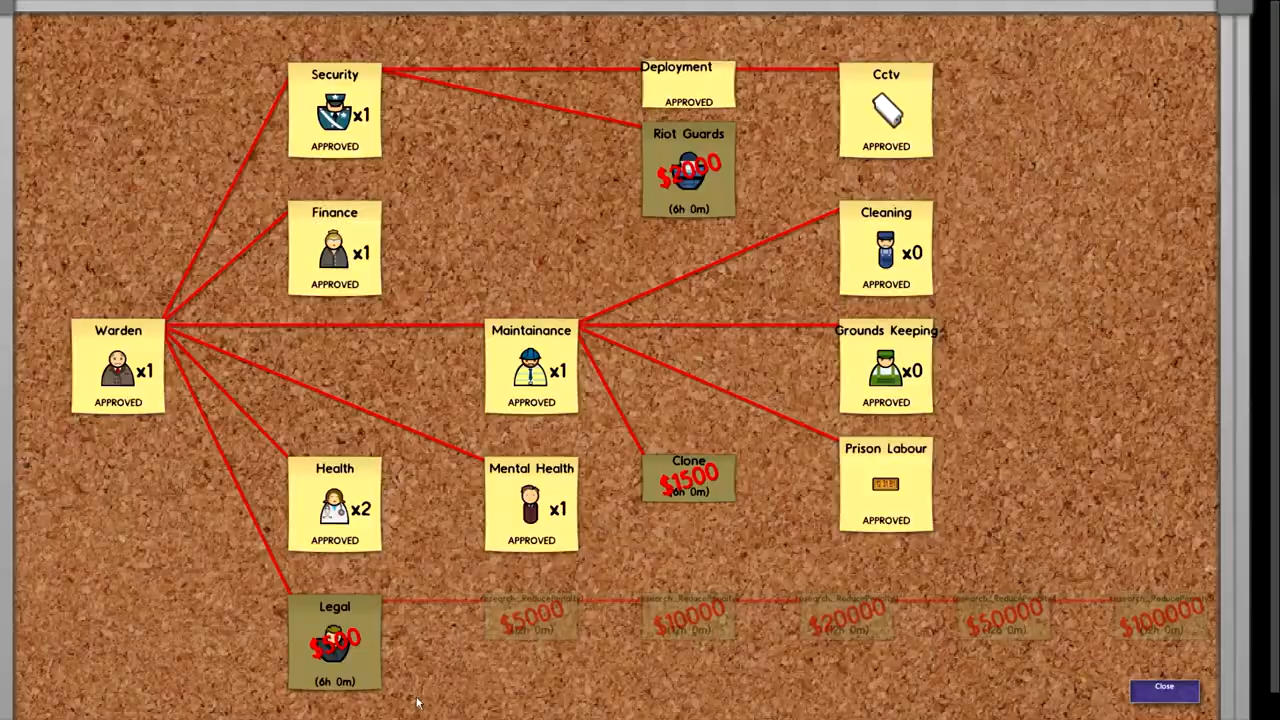 Security
x1
APPROVED
Deployment
APPROVED
Cctv
APPROVED
Riot Guards
$2000
(6h 0m)
Finance
x1
APPROVED
Cleaning
x0
APPROVED
Warden
x1
APPROVED
Maintainance
x1
APPROVED
Grounds Keeping
x0
APPROVED
Health
x2
APPROVED
Mental Health
x1
APPROVED
Clone
$1500
(6h 0m)
Prison Labour
APPROVED
Legal
$500
(6h 0m)
$5000
$10000
$20000
$50000
$100000
Close